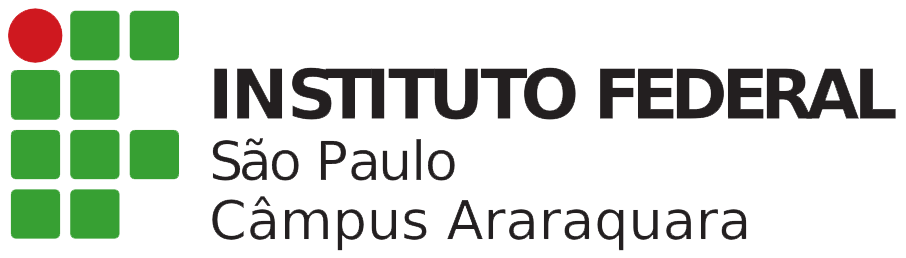 INSTITUTO FEDERAL
São Paulo
Câmpus Araraquara